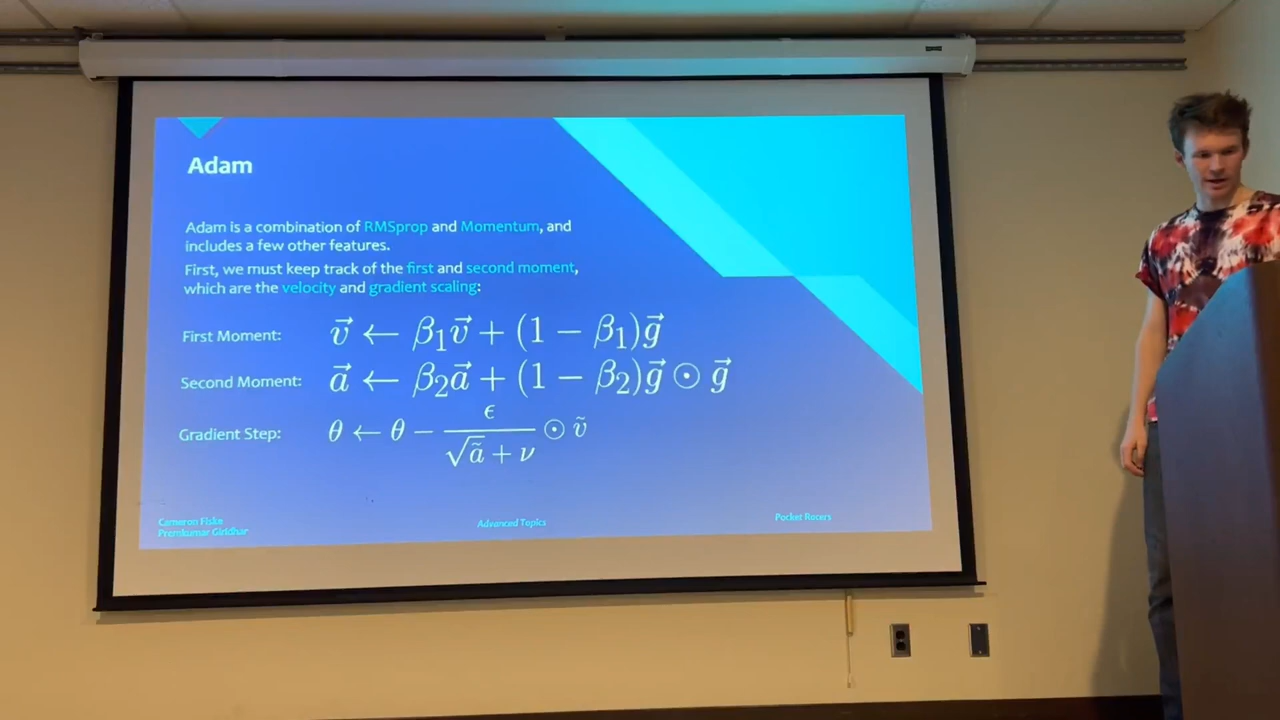 Adam
Adam is a combination of RMSprop and Momentum, and
includes a few other features.
First, we must keep track of the first and second moment,
which are the velocity and gradient scaling:
First Moment: v⃗ ← β₁v⃗ + (1 − β₁)g⃗
Second Moment: a⃗ ← β₂a⃗ + (1 − β₂)g⃗ ⊙ g⃗
Gradient Step: θ ← θ − ϵ / (√ã + ν) ⊙ ṽ
Cameron Fiske
Premkumar Giridhar
Advanced Topics
Pocket Racers